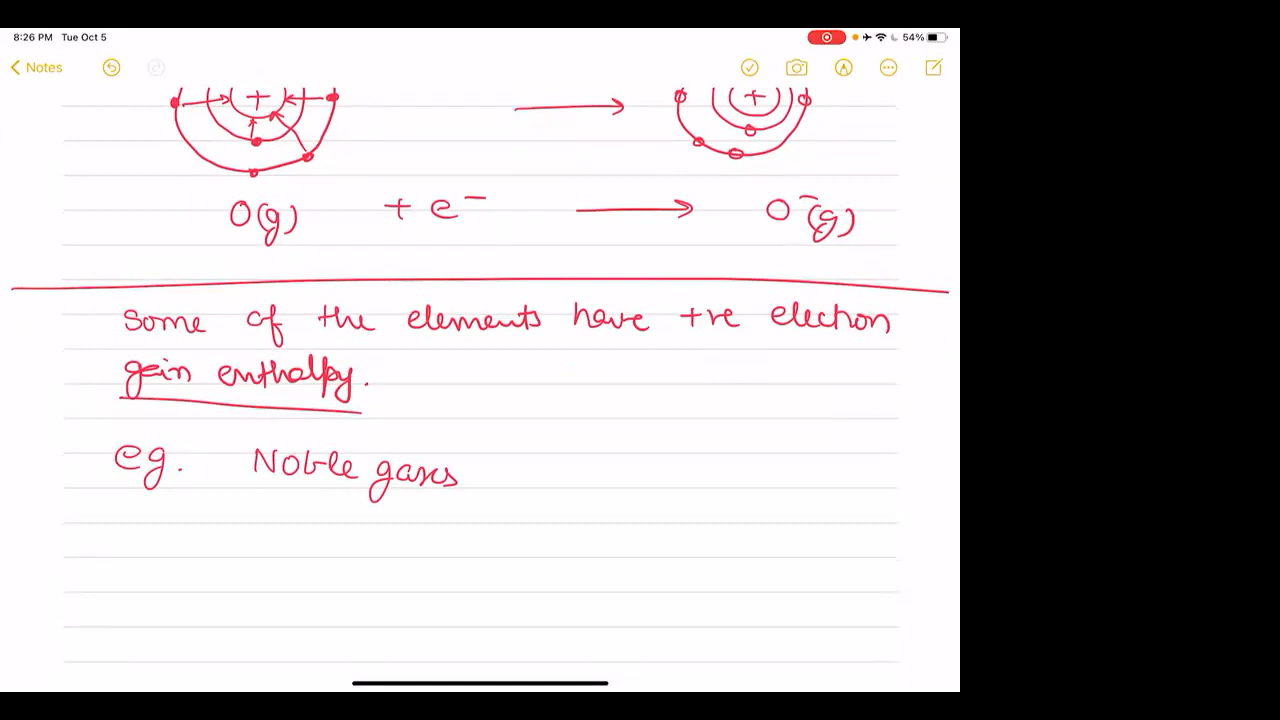 8:26 PM Tue Oct 5
54%
Notes
+ +
O(g) + e⁻ ⟶ O⁻(g)
Some of the elements have +ve electron
gain enthalpy.
eg. Noble gases